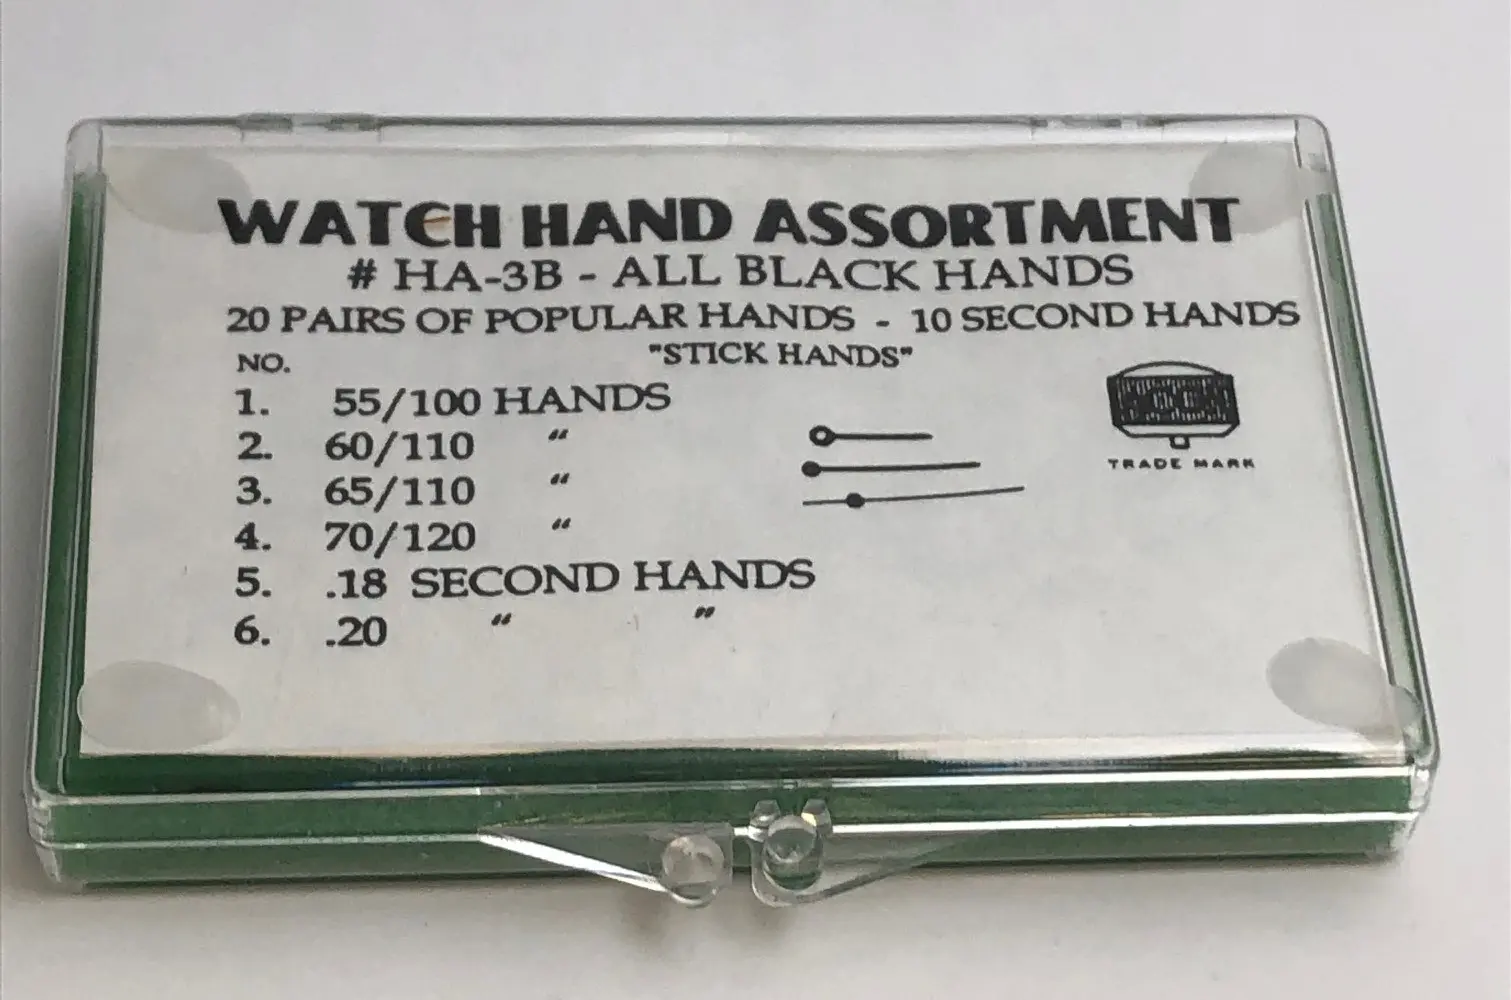 WATCH HAND ASSORTMENT
# HA-3B - ALL BLACK HANDS
20 PAIRS OF POPULAR HANDS - 10 SECOND HANDS
NO. "STICK HANDS"
1. 55/100 HANDS
2. 60/110 "
3. 65/110 "
4. 70/120 "
5. .18 SECOND HANDS
6. .20 " "
TRADE MARK